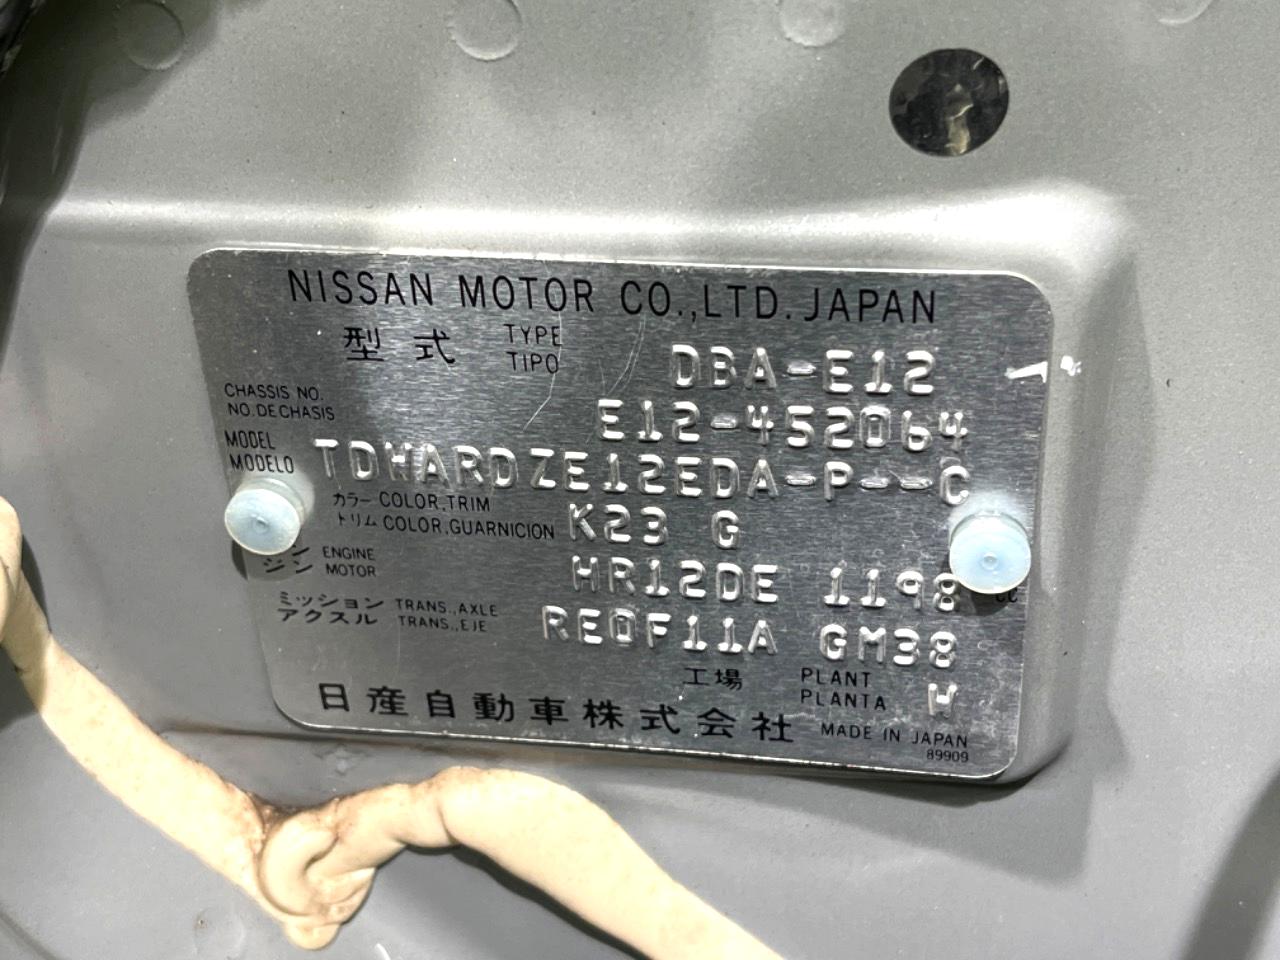 NISSAN MOTOR CO.,LTD. JAPAN
型式 TYPE TIPO DBA-E12
CHASSIS NO. NO.DE CHASIS E12-452064
MODEL MODELO TDWARDZE12EDA-P--C
カラー COLOR,TRIM
トリム COLOR,GUARNICION K23 G
ENGINE MOTOR HR12DE 1198 cc
ミッション TRANS.,AXLE
アクスル TRANS.,EJE RE0F11A GM38
工場 PLANT PLANTA H
日産自動車株式会社 MADE IN JAPAN
89909